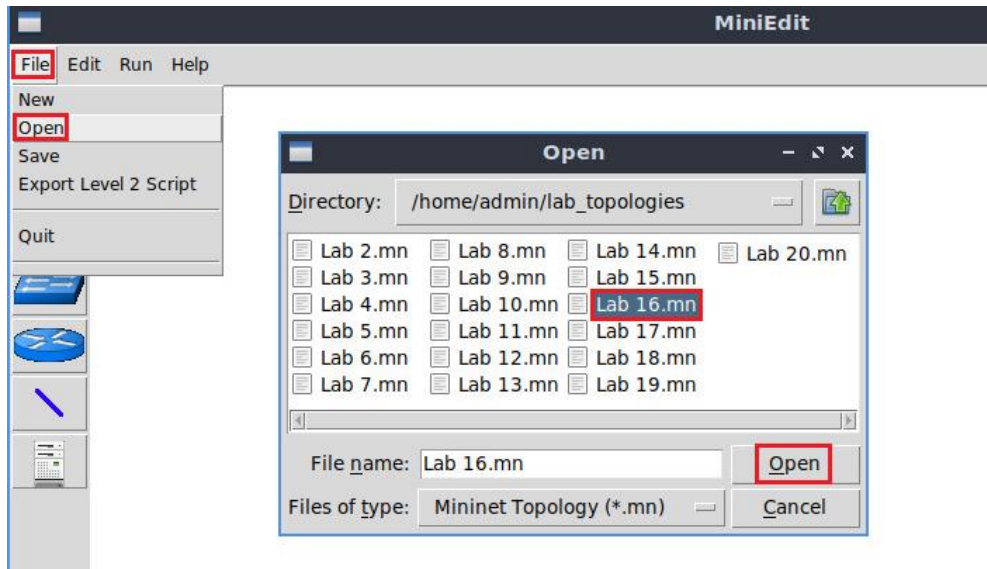 MiniEdit
File Edit Run Help
New
Open
Save
Export Level 2 Script
Quit
Open
Directory: /home/admin/lab_topologies
Lab 2.mn Lab 8.mn Lab 14.mn Lab 20.mn
Lab 3.mn Lab 9.mn Lab 15.mn
Lab 4.mn Lab 10.mn Lab 16.mn
Lab 5.mn Lab 11.mn Lab 17.mn
Lab 6.mn Lab 12.mn Lab 18.mn
Lab 7.mn Lab 13.mn Lab 19.mn
File name: Lab 16.mn Open
Files of type: Mininet Topology (*.mn) Cancel